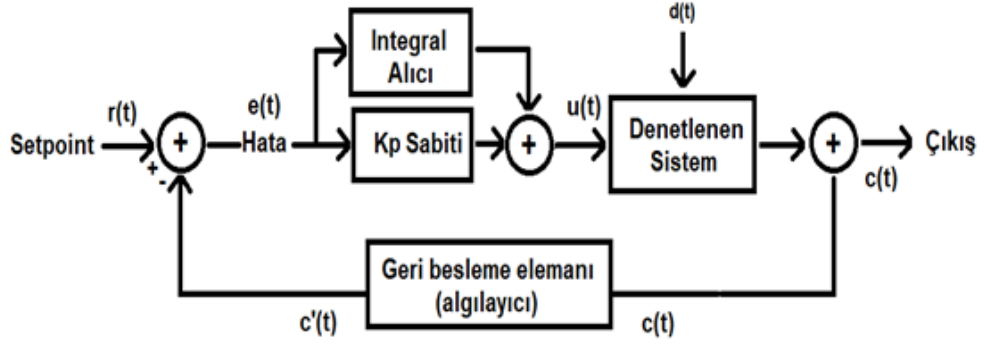 d(t)
Integral
Alıcı
r(t)
e(t)
u(t)
Setpoint
+
Hata
Kp Sabiti
+
Denetlenen
Sistem
+
Çıkış
+
-
c(t)
Geri besleme elemanı
(algılayıcı)
c'(t)
c(t)